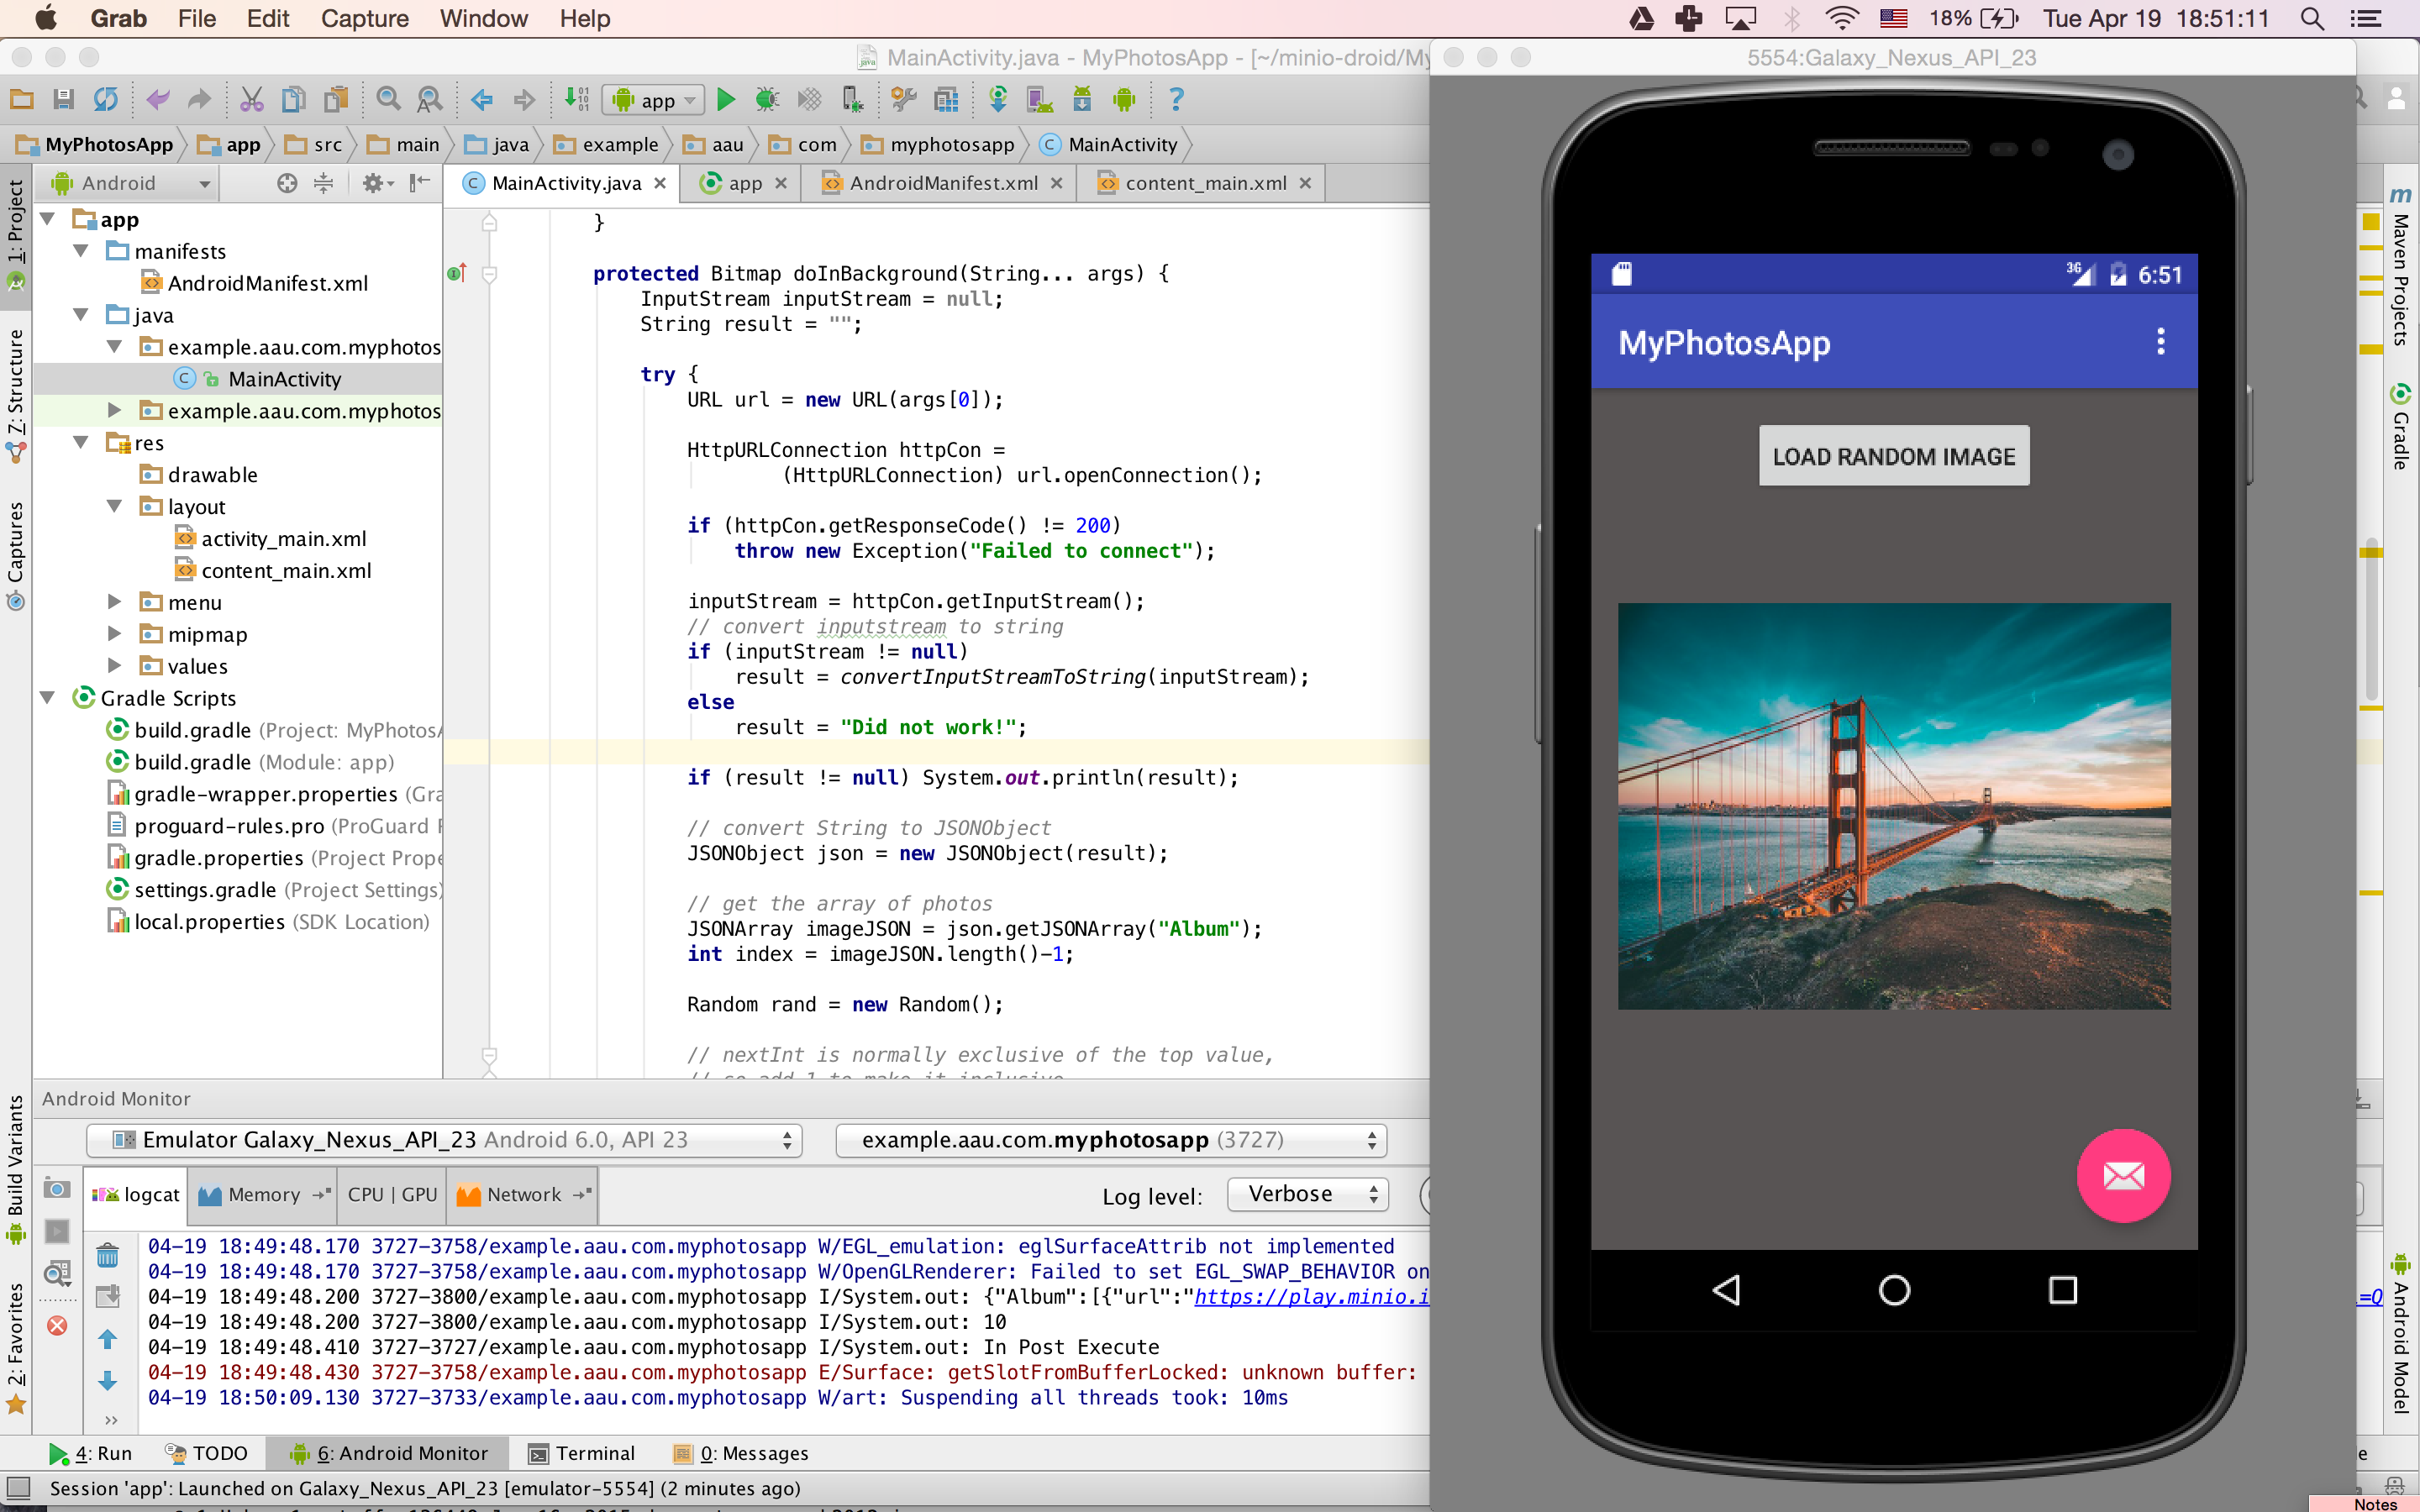 Grab File Edit Capture Window Help 18% Tue Apr 19 18:51:11
MainActivity.java - MyPhotosApp - [~/minio-droid/My
5554:Galaxy_Nexus_API_23
app
MyPhotosApp app src main java example aau com myphotosapp MainActivity
Android
MainActivity.java app AndroidManifest.xml content_main.xml
1: Project
7: Structure
Captures
Build Variants
2: Favorites
app
manifests
AndroidManifest.xml
java
example.aau.com.myphotos
MainActivity
example.aau.com.myphotos
res
drawable
layout
activity_main.xml
content_main.xml
menu
mipmap
values
Gradle Scripts
build.gradle (Project: MyPhotosA
build.gradle (Module: app)
gradle-wrapper.properties (Gra
proguard-rules.pro (ProGuard
gradle.properties (Project Prope
settings.gradle (Project Settings)
local.properties (SDK Location)
}
protected Bitmap doInBackground(String... args) {
InputStream inputStream = null;
String result = "";
try {
URL url = new URL(args[0]);
HttpURLConnection httpCon =
(HttpURLConnection) url.openConnection();
if (httpCon.getResponseCode() != 200)
throw new Exception("Failed to connect");
inputStream = httpCon.getInputStream();
// convert inputstream to string
if (inputStream != null)
result = convertInputStreamToString(inputStream);
else
result = "Did not work!";
if (result != null) System.out.println(result);
// convert String to JSONObject
JSONObject json = new JSONObject(result);
// get the array of photos
JSONArray imageJSON = json.getJSONArray("Album");
int index = imageJSON.length()-1;
Random rand = new Random();
// nextInt is normally exclusive of the top value,
// so add 1 to make it inclusive
3G 6:51
MyPhotosApp
LOAD RANDOM IMAGE
Maven Projects
Gradle
Android Model
Android Monitor
Emulator Galaxy_Nexus_API_23 Android 6.0, API 23
example.aau.com.myphotosapp (3727)
logcat Memory CPU | GPU Network Log level: Verbose
04-19 18:49:48.170 3727-3758/example.aau.com.myphotosapp W/EGL_emulation: eglSurfaceAttrib not implemented
04-19 18:49:48.170 3727-3758/example.aau.com.myphotosapp W/OpenGLRenderer: Failed to set EGL_SWAP_BEHAVIOR on
04-19 18:49:48.200 3727-3800/example.aau.com.myphotosapp I/System.out: {"Album":[{"url":"https://play.minio.i
=Q
04-19 18:49:48.200 3727-3800/example.aau.com.myphotosapp I/System.out: 10
04-19 18:49:48.410 3727-3727/example.aau.com.myphotosapp I/System.out: In Post Execute
04-19 18:49:48.430 3727-3758/example.aau.com.myphotosapp E/Surface: getSlotFromBufferLocked: unknown buffer:
04-19 18:50:09.130 3727-3733/example.aau.com.myphotosapp W/art: Suspending all threads took: 10ms
4: Run TODO 6: Android Monitor Terminal 0: Messages
Session 'app': Launched on Galaxy_Nexus_API_23 [emulator-5554] (2 minutes ago)
Notes